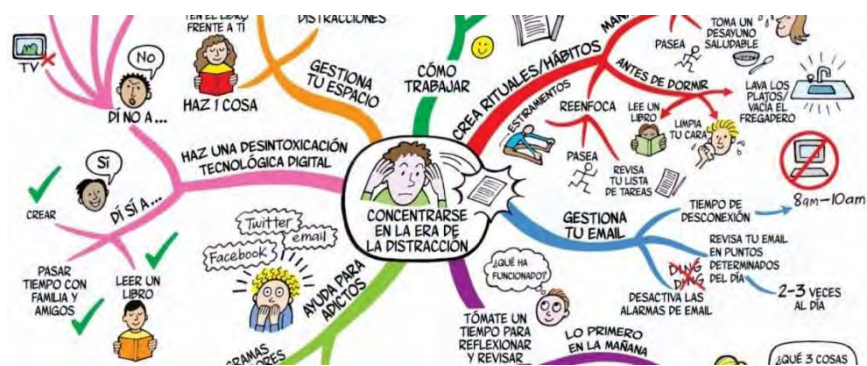 TV
NO
DÍ NO A...
TEN EL LIBRO
FRENTE A TÍ
DISTRACCIONES
HAZ 1 COSA
GESTIONA
TU ESPACIO
CÓMO
TRABAJAR
CREA RITUALES/HÁBITOS
PASEA
TOMA UN
DESAYUNO
SALUDABLE
ANTES DE DORMIR
LAVA LOS
PLATOS/
VACÍA EL
FREGADERO
LEE UN
LIBRO
LIMPIA
TU CARA
REENFOCA
ESTIRAMIENTOS
PASEA
REVISA
TU LISTA
DE TAREAS
HAZ UNA DESINTOXICACIÓN
TECNOLÓGICA DIGITAL
SÍ
DÍ SÍ A...
CREAR
PASAR
TIEMPO CON
FAMILIA Y
AMIGOS
LEER UN
LIBRO
CONCENTRARSE
EN LA ERA DE
LA DISTRACCIÓN
Twitter
email
Facebook
AYUDA PARA
ADICTOS
GESTIONA
TU EMAIL
TIEMPO DE
DESCONEXIÓN
8am-10am
REVISA TU EMAIL
EN PUNTOS
DETERMINADOS
DEL DÍA
2-3 VECES
AL DÍA
DING
DING
DESACTIVA LAS
ALARMAS DE EMAIL
¿QUÉ HA
FUNCIONADO?
TÓMATE UN
TIEMPO PARA
REFLEXIONAR
Y REVISAR
LO PRIMERO
EN LA MAÑANA
¿QUÉ 3 COSAS